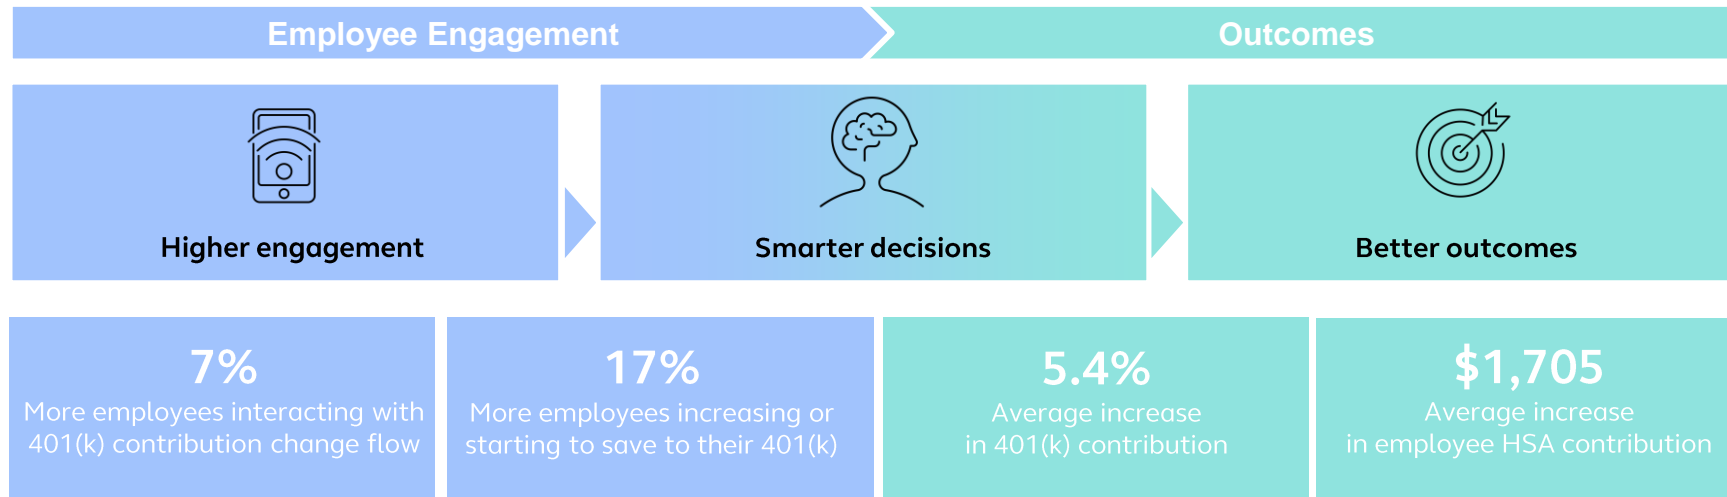 Employee Engagement
Outcomes
Higher engagement
Smarter decisions
Better outcomes
7%
More employees interacting with
401(k) contribution change flow
17%
More employees increasing or
starting to save to their 401(k)
5.4%
Average increase
in 401(k) contribution
$1,705
Average increase
in employee HSA contribution